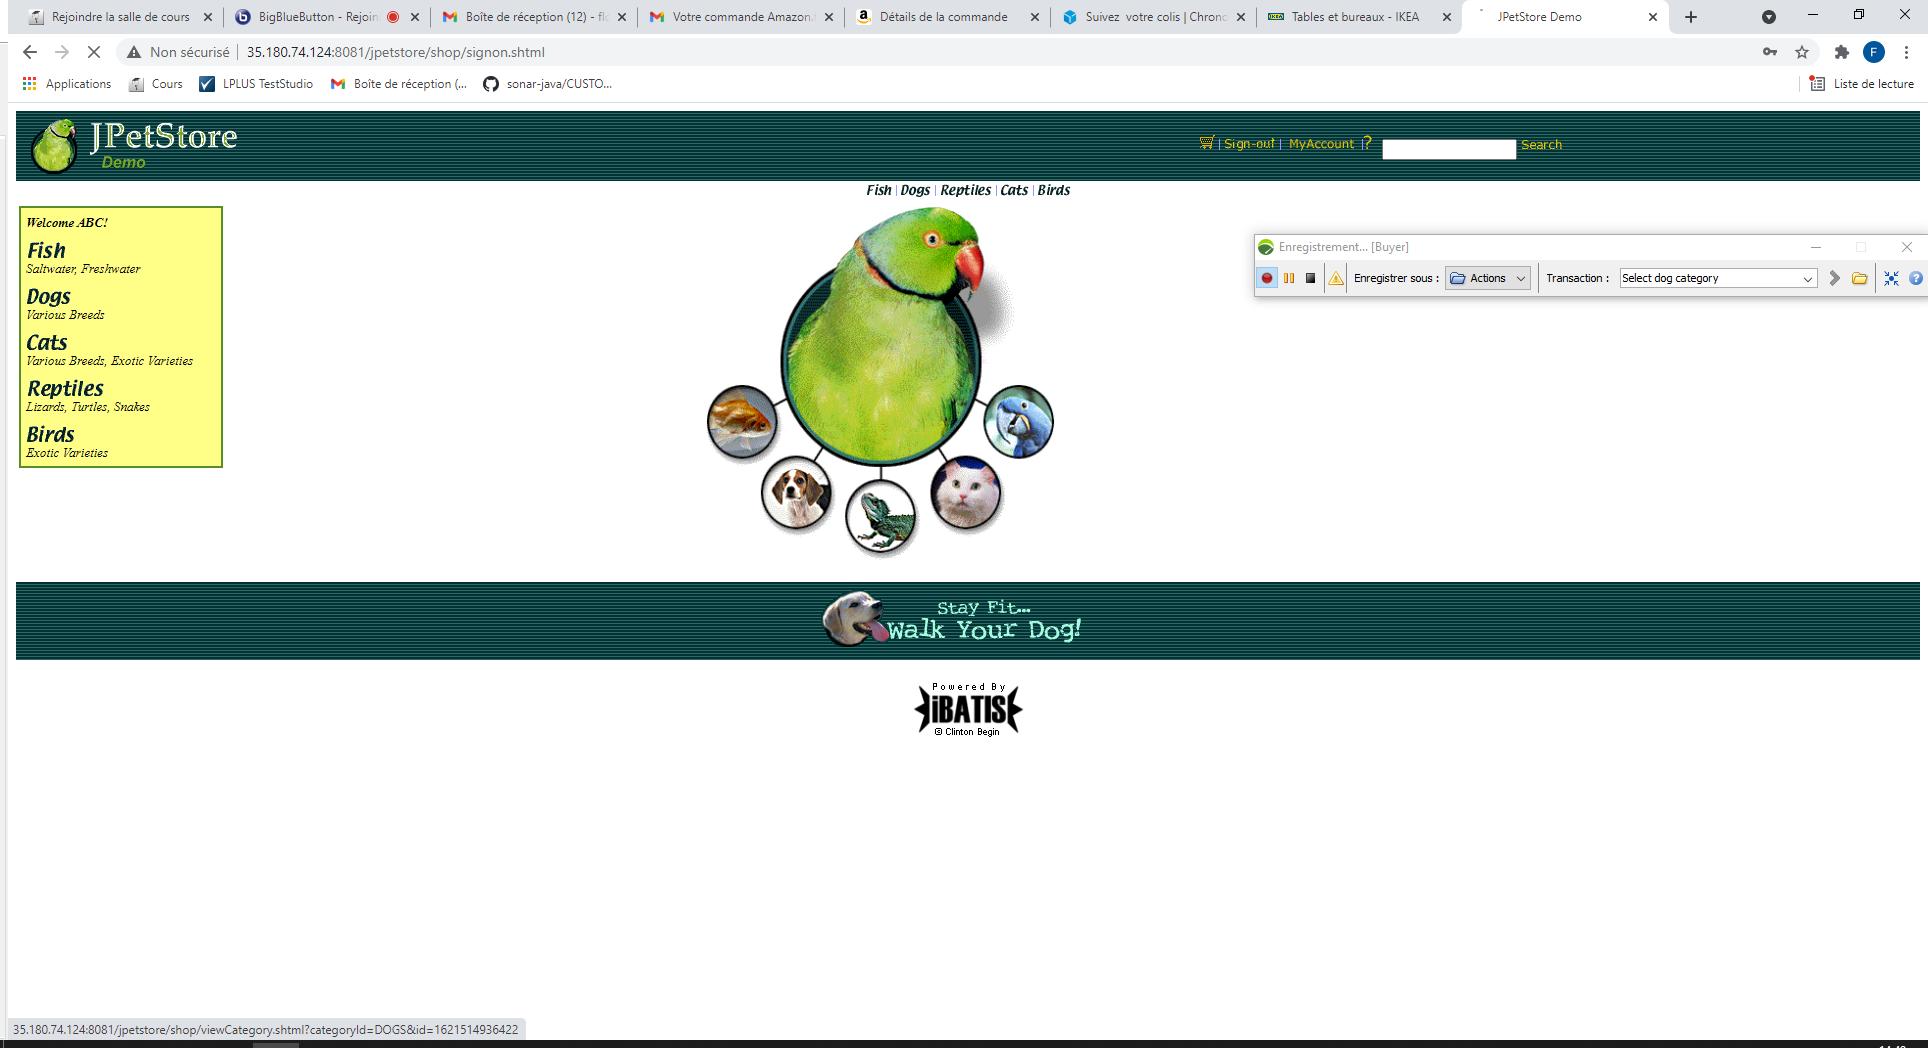 Rejoindre la salle de cours
BigBlueButton - Rejoin
Boîte de réception (12) - flo
Votre commande Amazon.
Détails de la commande
Suivez votre colis | Chrono
Tables et bureaux - IKEA
JPetStore Demo
Non sécurisé
35.180.74.124:8081/jpetstore/shop/signon.shtml
F
Applications
Cours
LPLUS TestStudio
Boîte de réception (...
sonar-java/CUSTO...
Liste de lecture
JPetStore
Demo
| Sign-out | MyAccount | ?
Search
Fish | Dogs | Reptiles | Cats | Birds
Welcome ABC!
Fish
Saltwater, Freshwater
Dogs
Various Breeds
Cats
Various Breeds, Exotic Varieties
Reptiles
Lizards, Turtles, Snakes
Birds
Exotic Varieties
Enregistrement... [Buyer]
Enregistrer sous :
Actions
Transaction :
Select dog category
Stay Fit...
Walk Your Dog!
Powered By
iBATIS
© Clinton Begin
35.180.74.124:8081/jpetstore/shop/viewCategory.shtml?categoryId=DOGS&id=1621514936422